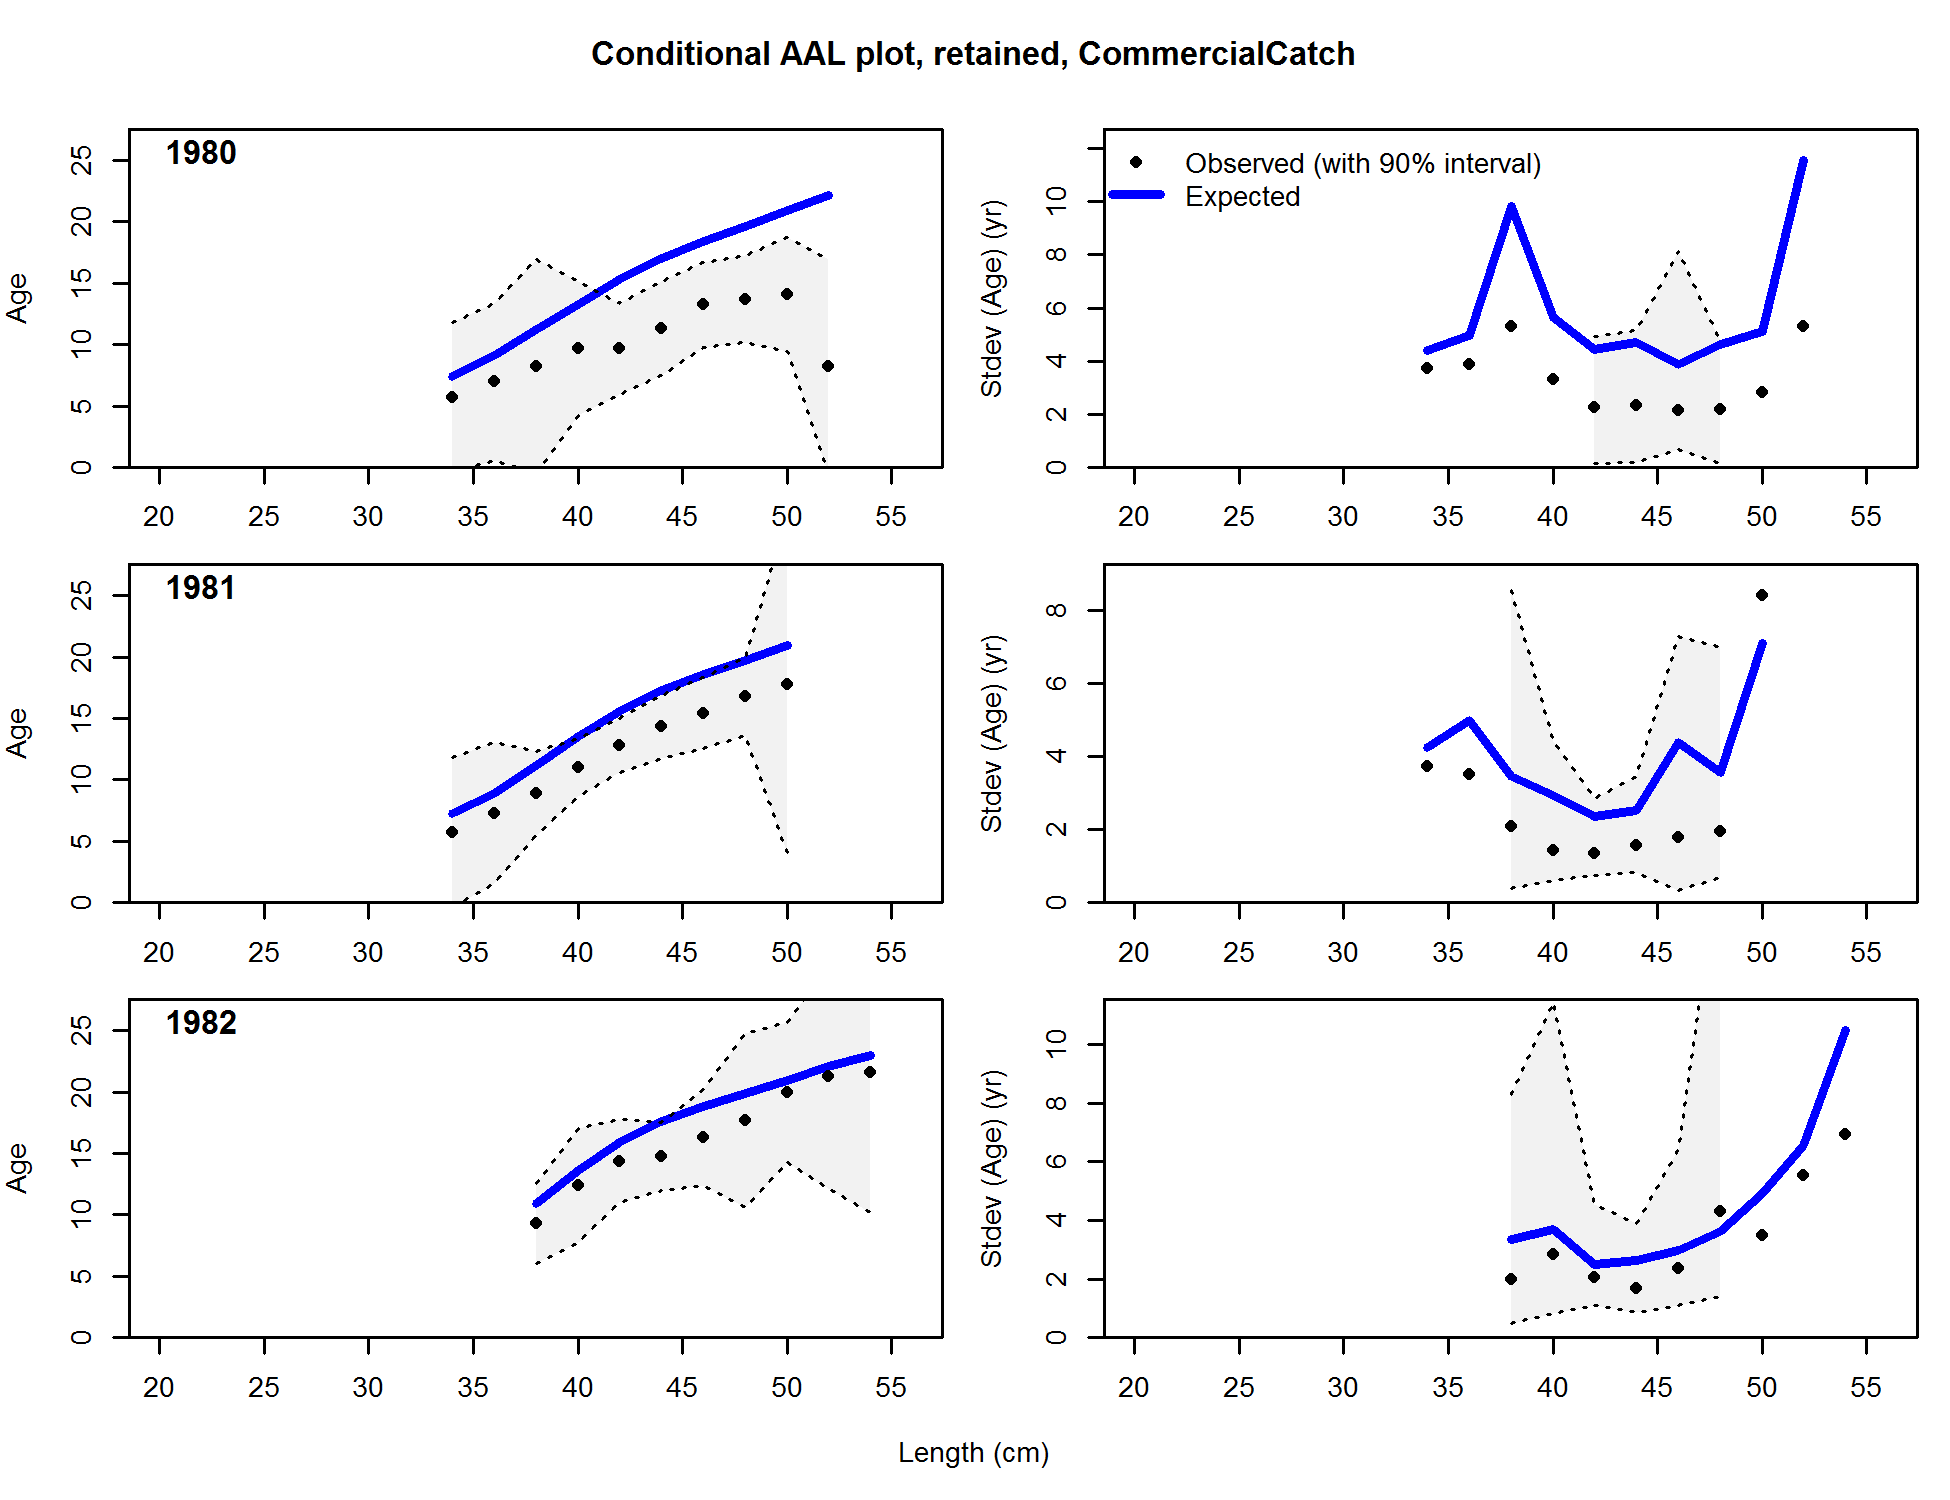 Conditional AAL plot, retained, CommercialCatch
1980
Age
0 5 10 15 20 25
20 25 30 35 40 45 50 55
Observed (with 90% interval)
Expected
Stdev (Age) (yr)
0 2 4 6 8 10
20 25 30 35 40 45 50 55
1981
Age
0 5 10 15 20 25
20 25 30 35 40 45 50 55
Stdev (Age) (yr)
0 2 4 6 8
20 25 30 35 40 45 50 55
1982
Age
0 5 10 15 20 25
20 25 30 35 40 45 50 55
Stdev (Age) (yr)
0 2 4 6 8 10
20 25 30 35 40 45 50 55
Length (cm)